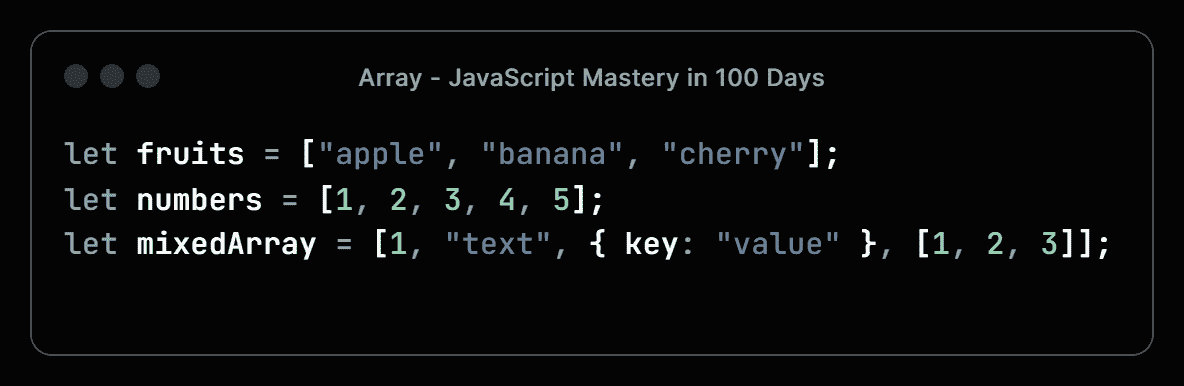 Array - JavaScript Mastery in 100 Days
let fruits = ["apple", "banana", "cherry"];
let numbers = [1, 2, 3, 4, 5];
let mixedArray = [1, "text", { key: "value" }, [1, 2, 3]];